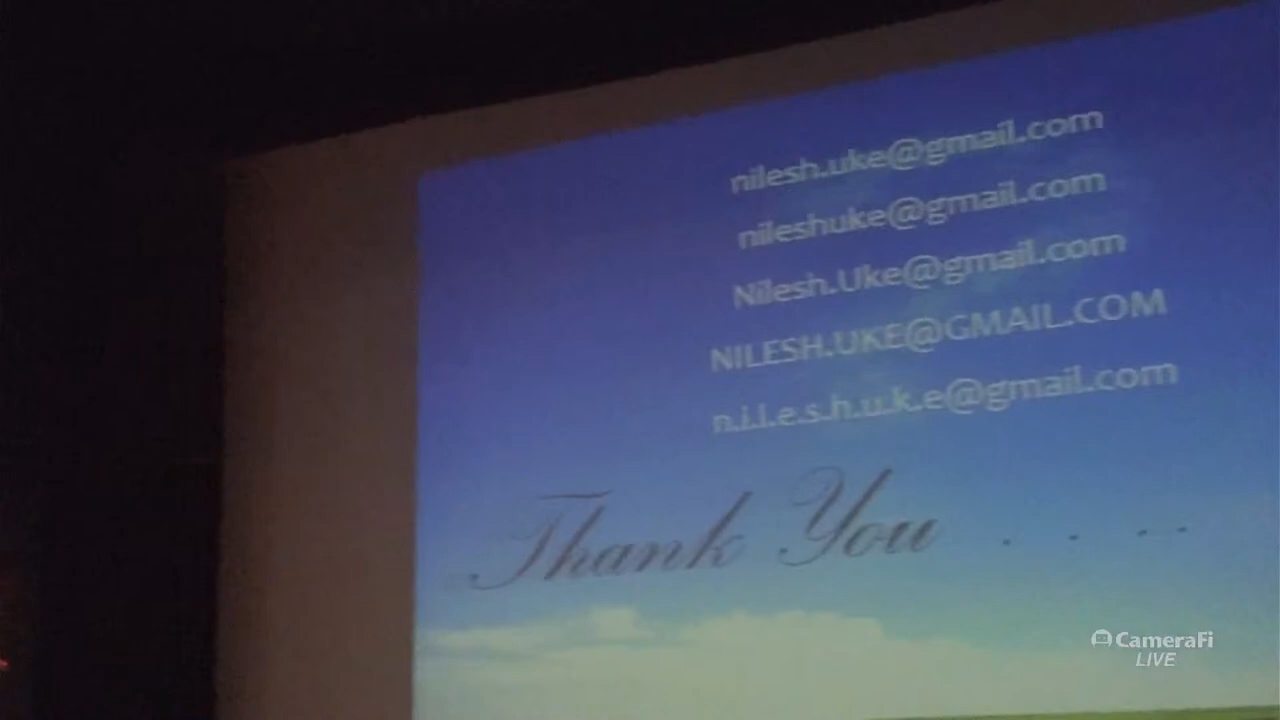 nilesh.uke@gmail.com
nileshuke@gmail.com
Nilesh.Uke@gmail.com
NILESH.UKE@GMAIL.COM
n.i.l.e.s.h.u.k.e@gmail.com
Thank You . . . .
CameraFi
LIVE